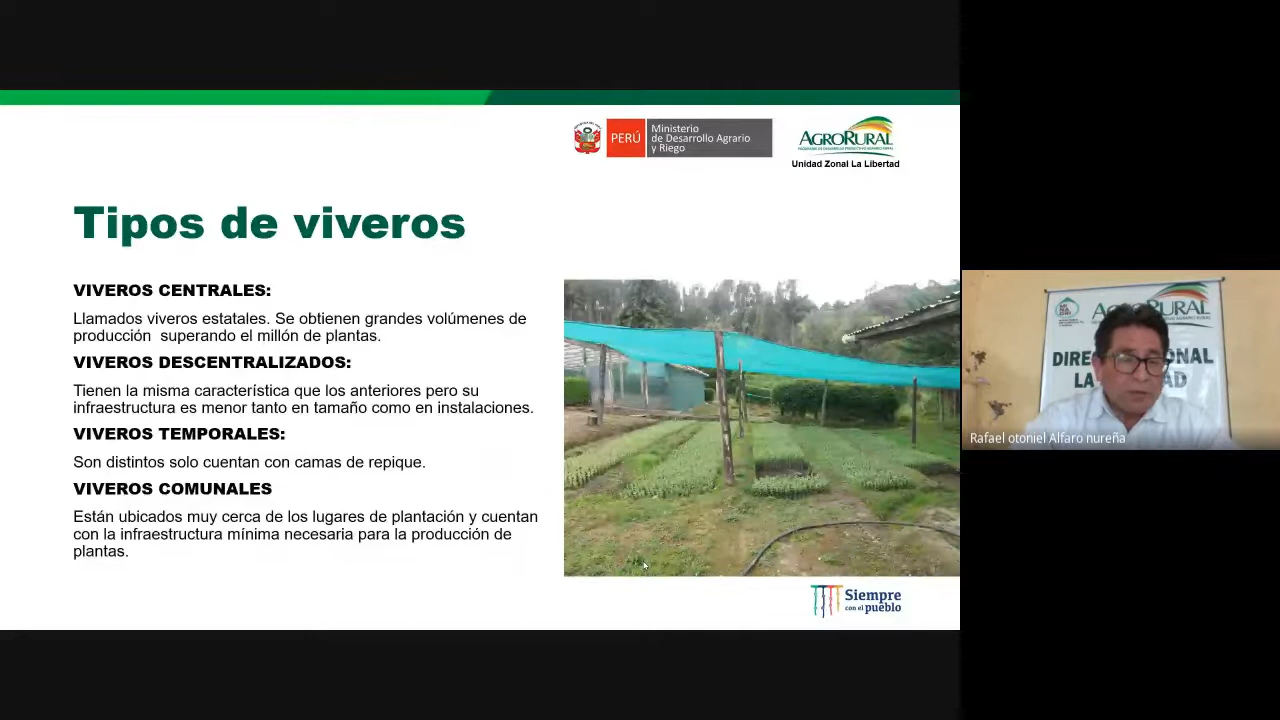 PERÚ
Ministerio
de Desarrollo Agrario
y Riego
AGRORURAL
Unidad Zonal La Libertad
Tipos de viveros
VIVEROS CENTRALES:
Llamados viveros estatales. Se obtienen grandes volúmenes de
producción superando el millón de plantas.
VIVEROS DESCENTRALIZADOS:
Tienen la misma característica que los anteriores pero su
infraestructura es menor tanto en tamaño como en instalaciones.
VIVEROS TEMPORALES:
Son distintos solo cuentan con camas de repique.
VIVEROS COMUNALES
Están ubicados muy cerca de los lugares de plantación y cuentan
con la infraestructura mínima necesaria para la producción de
plantas.
Siempre
con el pueblo
AGRORURAL
Rafael otoniel Alfaro nureña